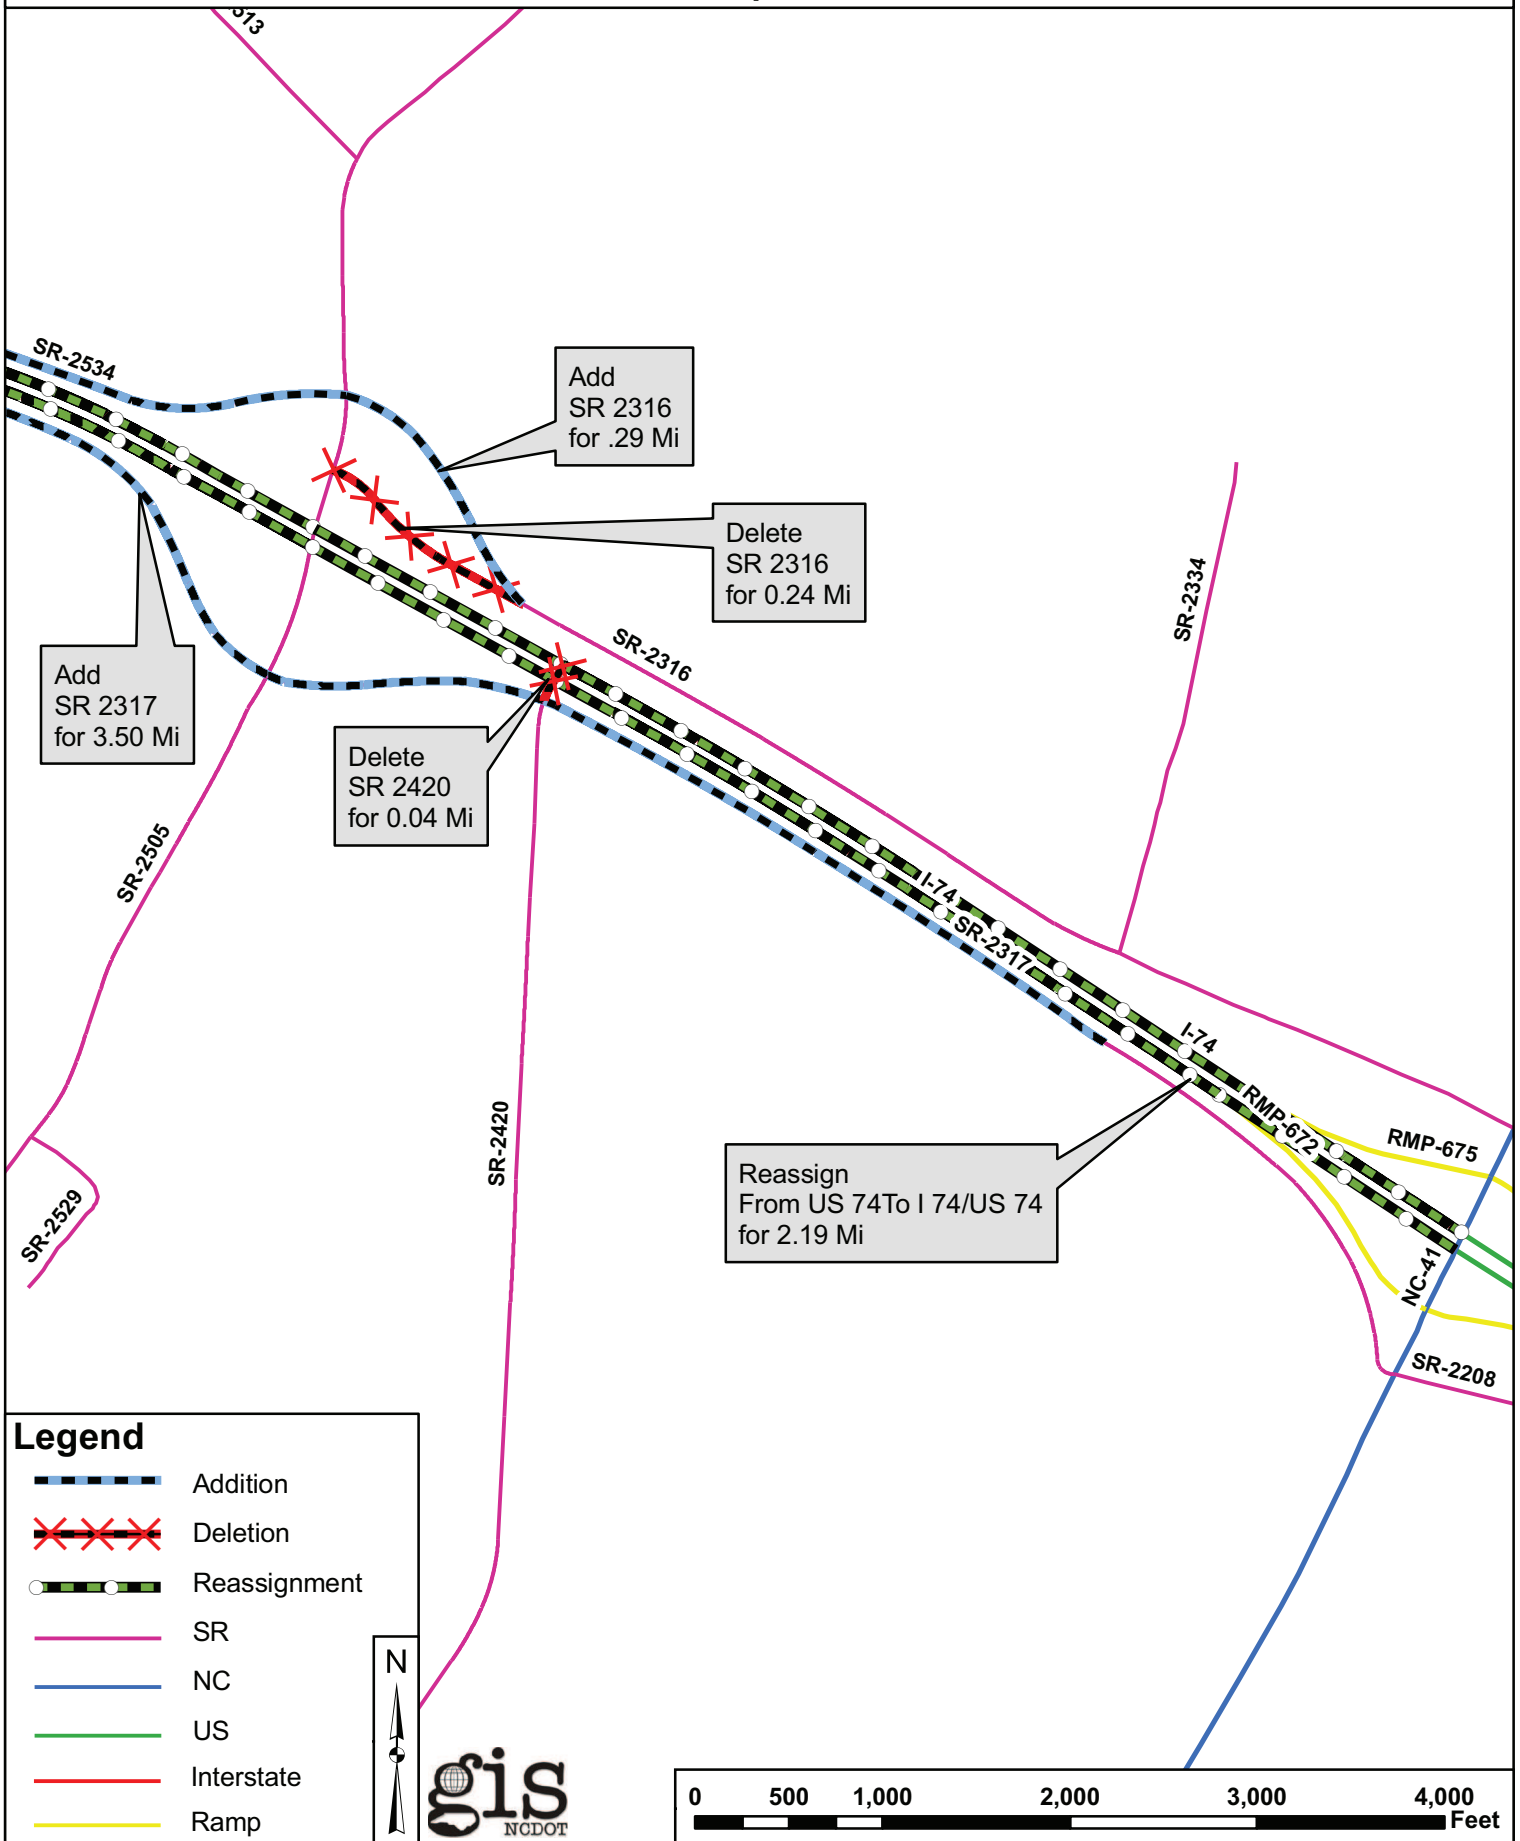 SR-2534
Add
SR 2316
for .29 Mi
Delete
SR 2316
for 0.24 Mi
SR-2334
SR-2316
Add
SR 2317
for 3.50 Mi
Delete
SR 2420
for 0.04 Mi
SR-2505
I-74
SR-2317
I-74
RMP-672
RMP-675
SR-2420
Reassign
From US 74To I 74/US 74
for 2.19 Mi
SR-2529
NC-41
SR-2208
Legend
Addition
Deletion
Reassignment
SR
NC
US
Interstate
Ramp
N
gis
NCDOT
0 500 1,000 2,000 3,000 4,000
Feet